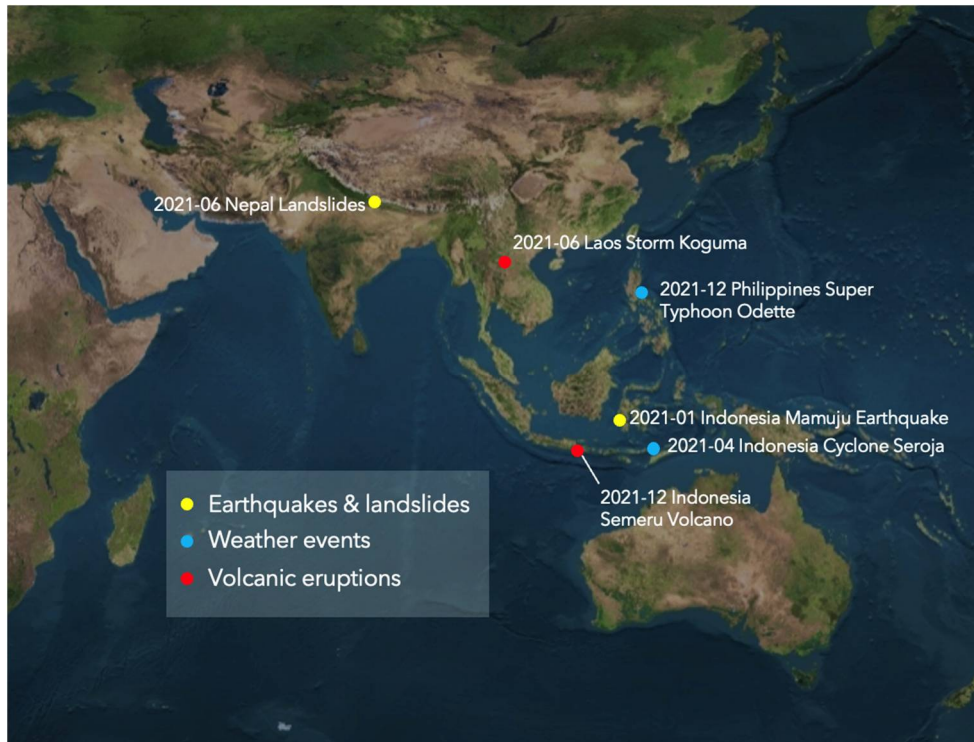 2021-06 Nepal Landslides
2021-06 Laos Storm Koguma
2021-12 Philippines Super
Typhoon Odette
2021-01 Indonesia Mamuju Earthquake
2021-04 Indonesia Cyclone Seroja
2021-12 Indonesia
Semeru Volcano
Earthquakes & landslides
Weather events
Volcanic eruptions